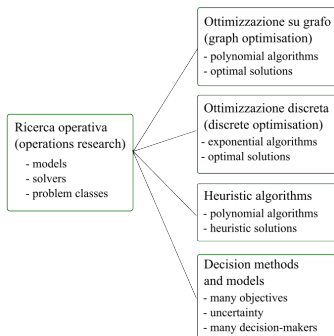 Ricerca operativa
(operations research)
- models
- solvers
- problem classes
Ottimizzazione su grafo
(graph optimisation)
- polynomial algorithms
- optimal solutions
Ottimizzazione discreta
(discrete optimisation)
- exponential algorithms
- optimal solutions
Heuristic algorithms
- polynomial algorithms
- heuristic solutions
Decision methods
and models
- many objectives
- uncertainty
- many decision-makers